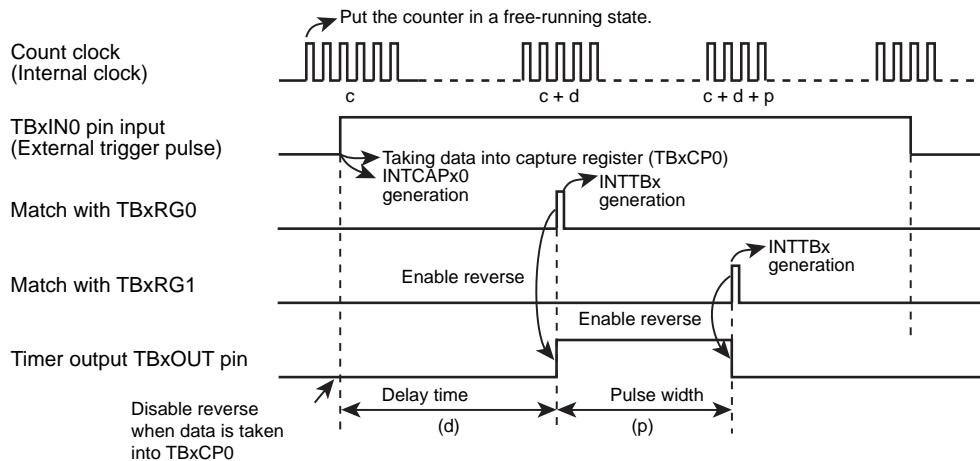 Put the counter in a free-running state.
Count clock
(Internal clock)
c
c + d
c + d + p
TBxIN0 pin input
(External trigger pulse)
Taking data into capture register (TBxCP0)
INTCAPx0
generation
INTTBx
generation
Match with TBxRG0
Enable reverse
INTTBx
generation
Match with TBxRG1
Enable reverse
Timer output TBxOUT pin
Disable reverse
when data is taken
into TBxCP0
Delay time
(d)
Pulse width
(p)